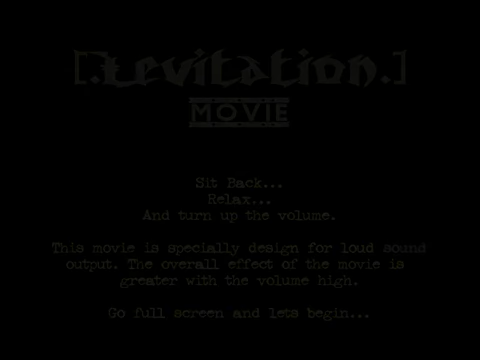 [.Levitation.]
MOVIE
Sit Back...
Relax...
And turn up the volume.
This movie is specially design for loud sound
output. The overall effect of the movie is
greater with the volume high.
Go full screen and lets begin...